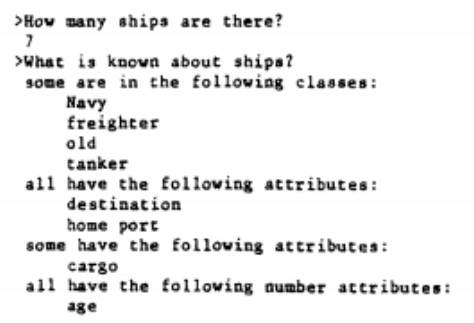 >How many ships are there?
7
>What is known about ships?
some are in the following classes:
Navy
freighter
old
tanker
all have the following attributes:
destination
home port
some have the following attributes:
cargo
all have the following number attributes:
age